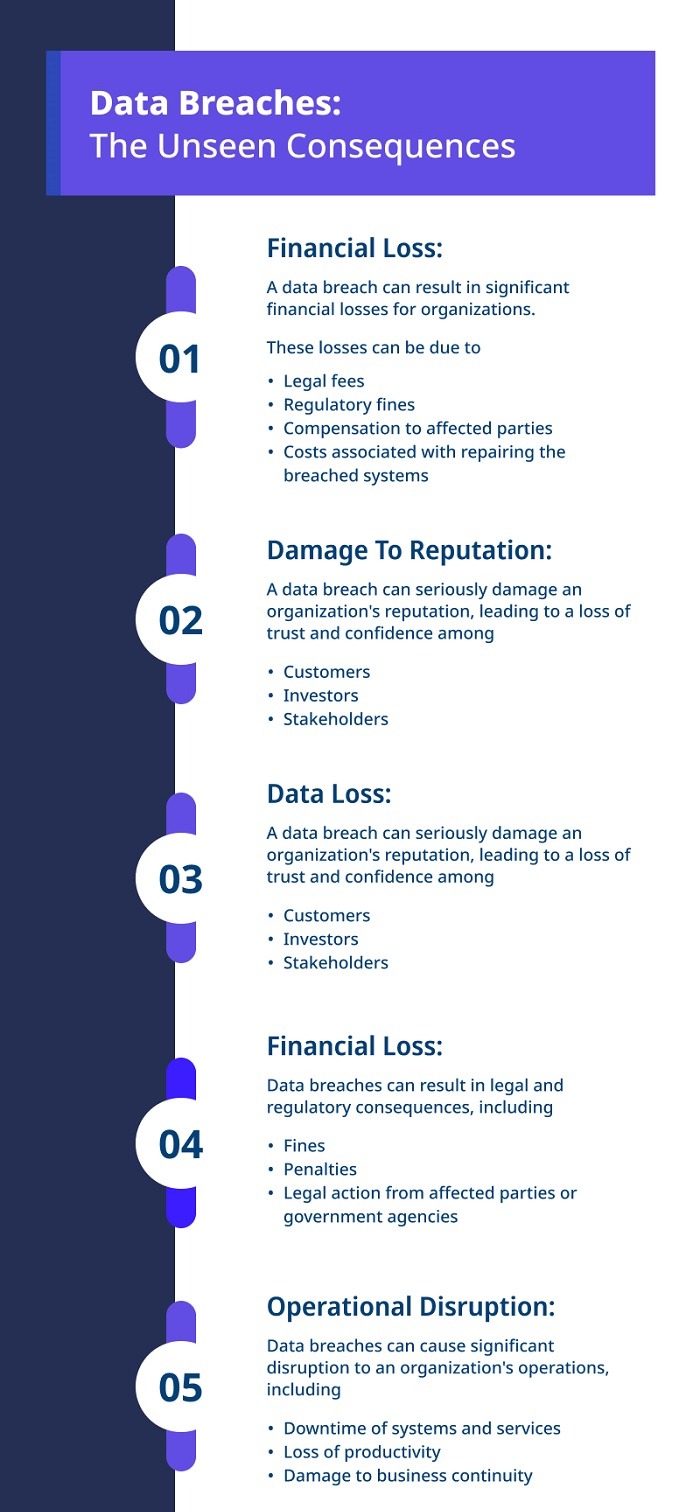 Data Breaches:
The Unseen Consequences
Financial Loss:
A data breach can result in significant
financial losses for organizations.
These losses can be due to
• Legal fees
• Regulatory fines
• Compensation to affected parties
• Costs associated with repairing the
breached systems
01
Damage To Reputation:
A data breach can seriously damage an
organization's reputation, leading to a loss of
trust and confidence among
• Customers
• Investors
• Stakeholders
02
Data Loss:
A data breach can seriously damage an
organization's reputation, leading to a loss of
trust and confidence among
• Customers
• Investors
• Stakeholders
03
Financial Loss:
Data breaches can result in legal and
regulatory consequences, including
• Fines
• Penalties
• Legal action from affected parties or
government agencies
04
Operational Disruption:
Data breaches can cause significant
disruption to an organization's operations,
including
• Downtime of systems and services
• Loss of productivity
• Damage to business continuity
05